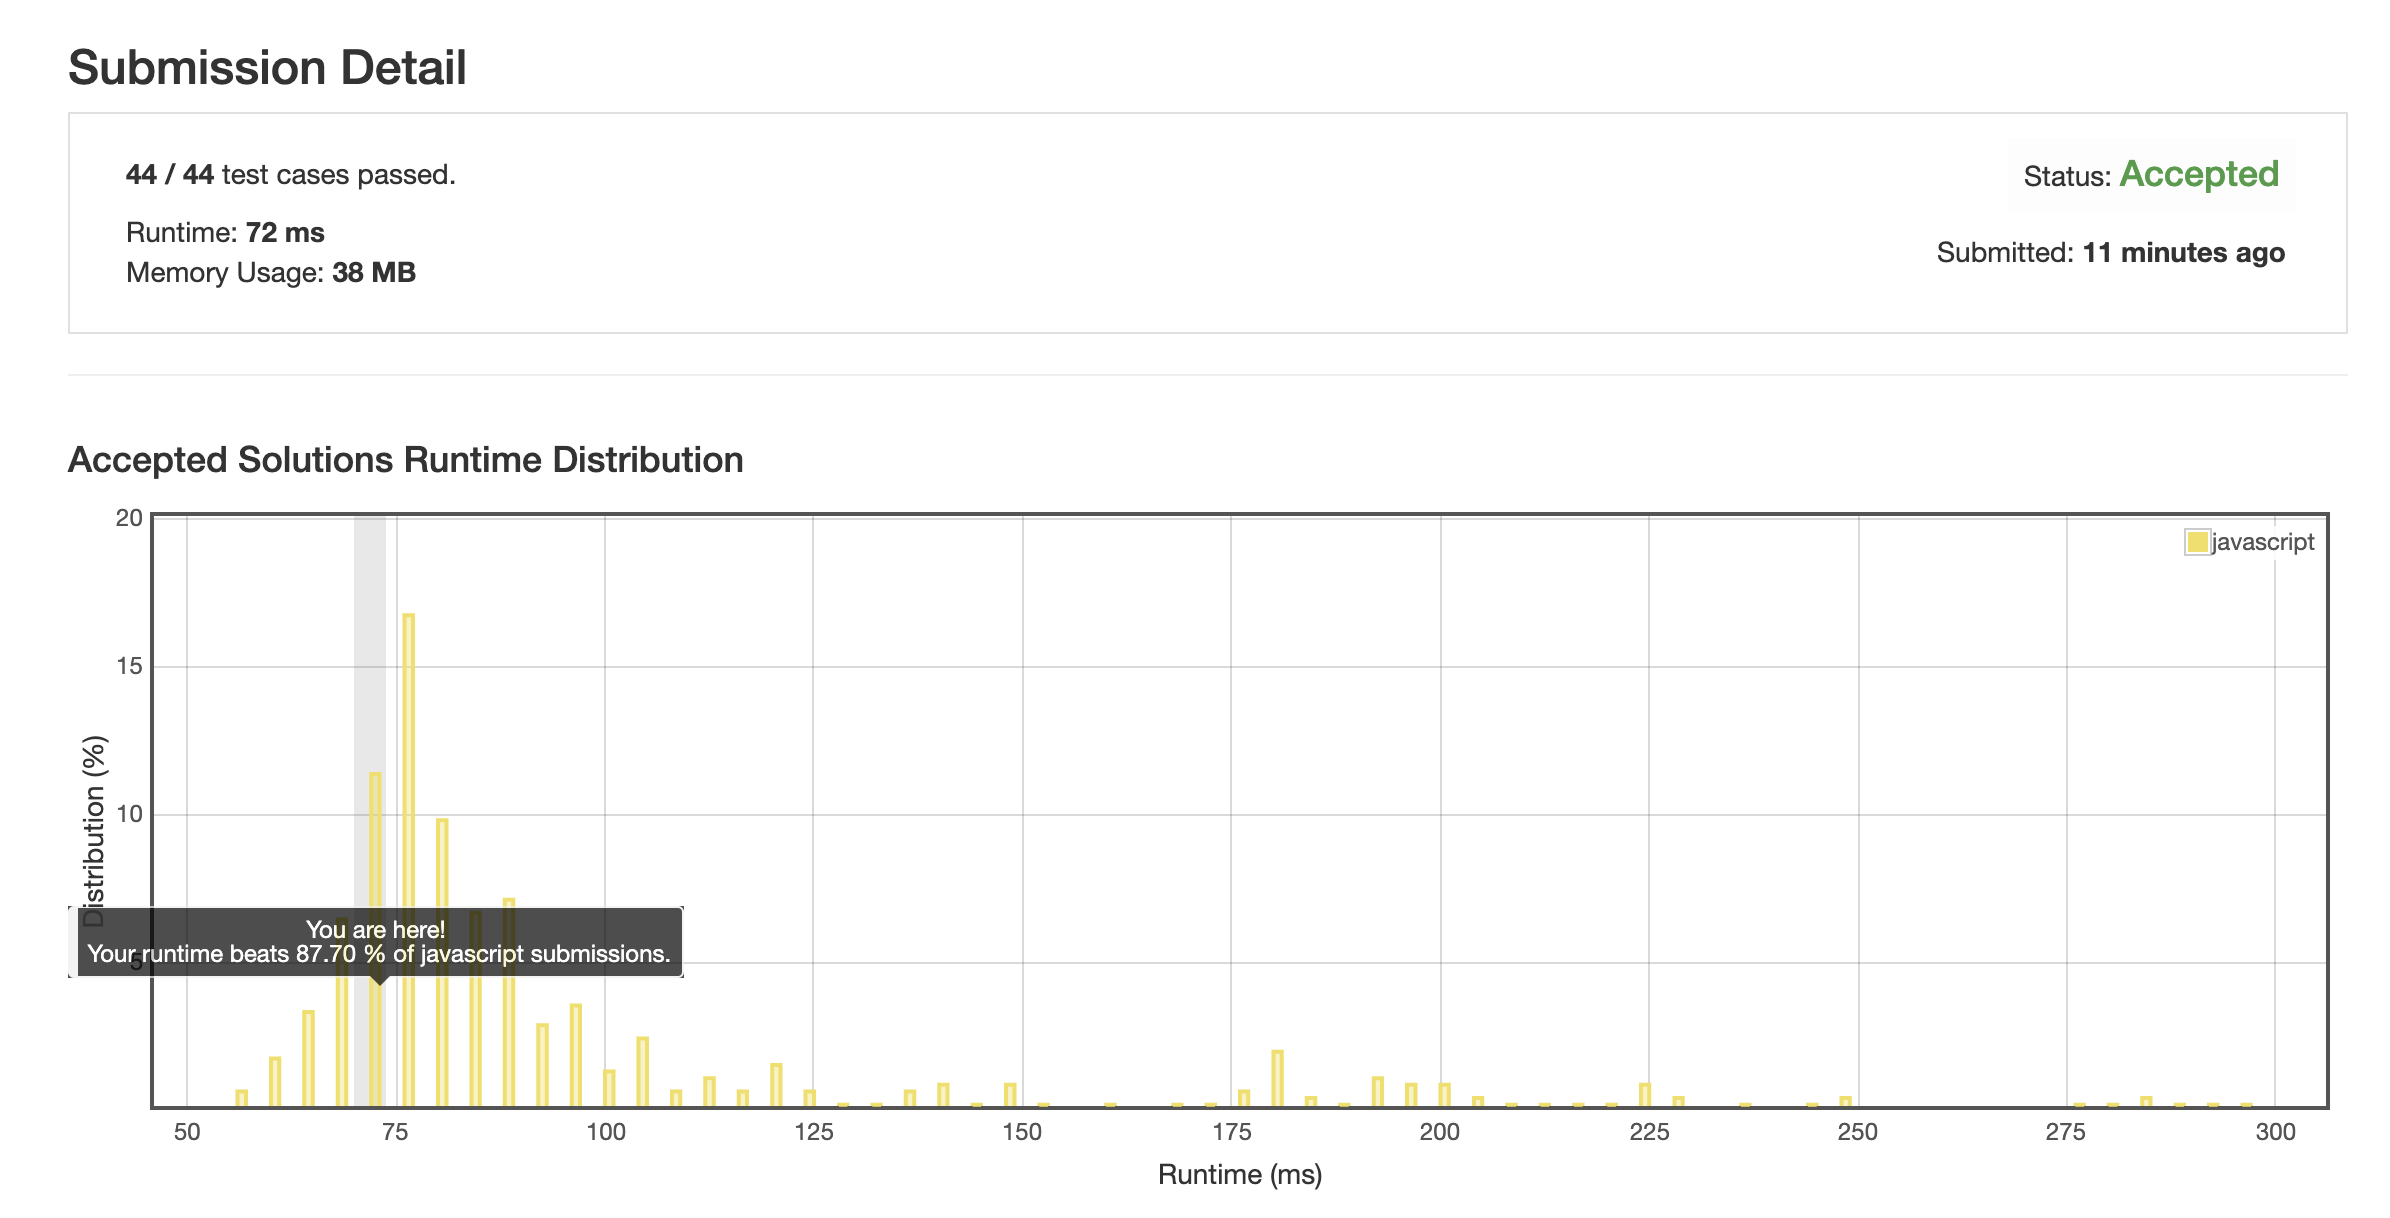 Submission Detail
44 / 44 test cases passed.
Status: Accepted
Runtime: 72 ms
Memory Usage: 38 MB
Submitted: 11 minutes ago
Accepted Solutions Runtime Distribution
javascript
Distribution (%)
20
15
10
5
You are here!
Your runtime beats 87.70 % of javascript submissions.
50 75 100 125 150 175 200 225 250 275 300
Runtime (ms)